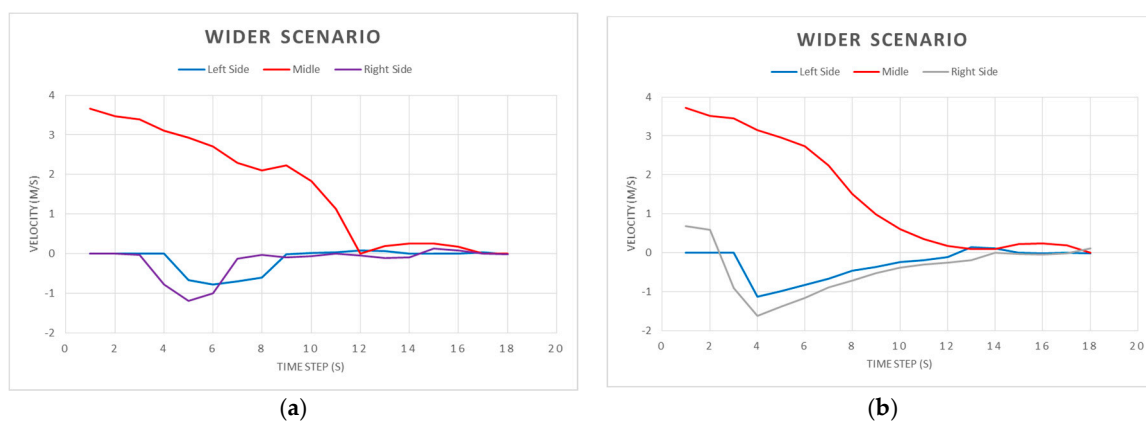 WIDER SCENARIO
Left Side Midle Right Side
VELOCITY (M/S)
4
3
2
1
0
-1
-2
0 2 4 6 8 10 12 14 16 18 20
TIME STEP (S)
(a)
WIDER SCENARIO
Left Side Midle Right Side
VELOCITY (M/S)
4
3
2
1
0
-1
-2
0 2 4 6 8 10 12 14 16 18 20
TIME STEP (S)
(b)